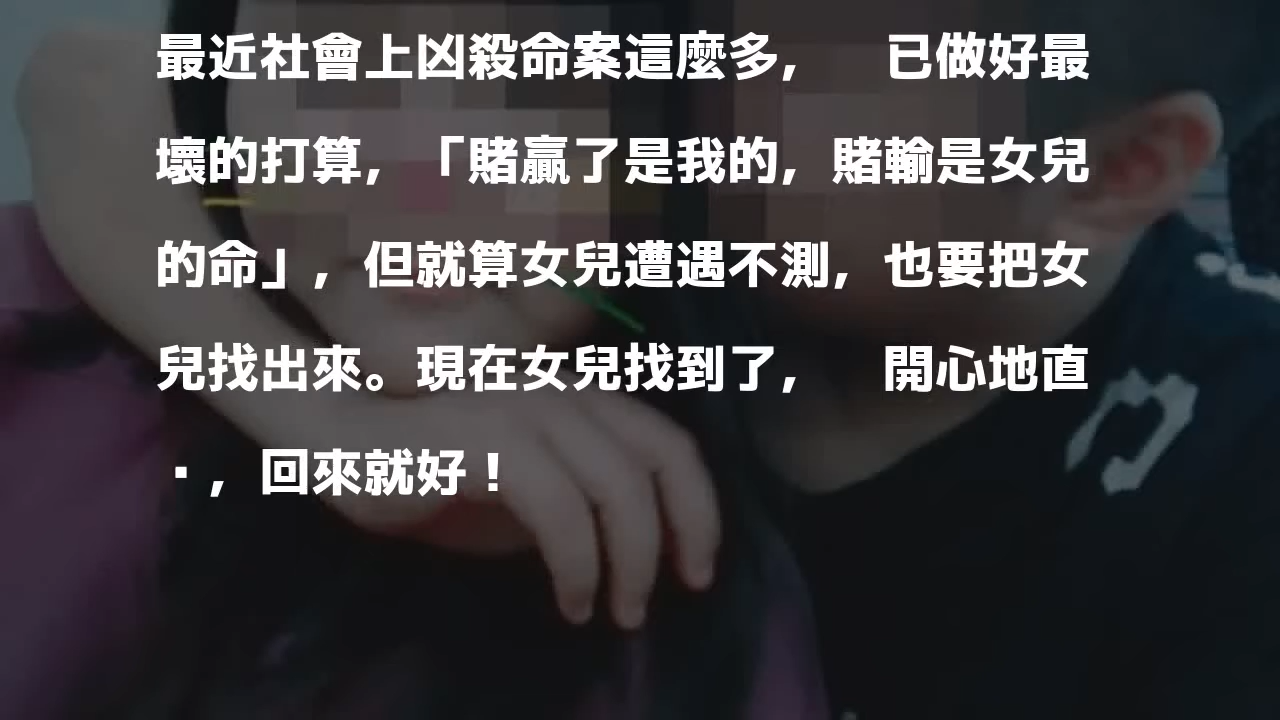 最近社會上凶殺命案這麼多，　已做好最
壞的打算，「賭贏了是我的，賭輸是女兒
的命」，但就算女兒遭遇不測，也要把女
兒找出來。現在女兒找到了，　開心地直
▪，回來就好！